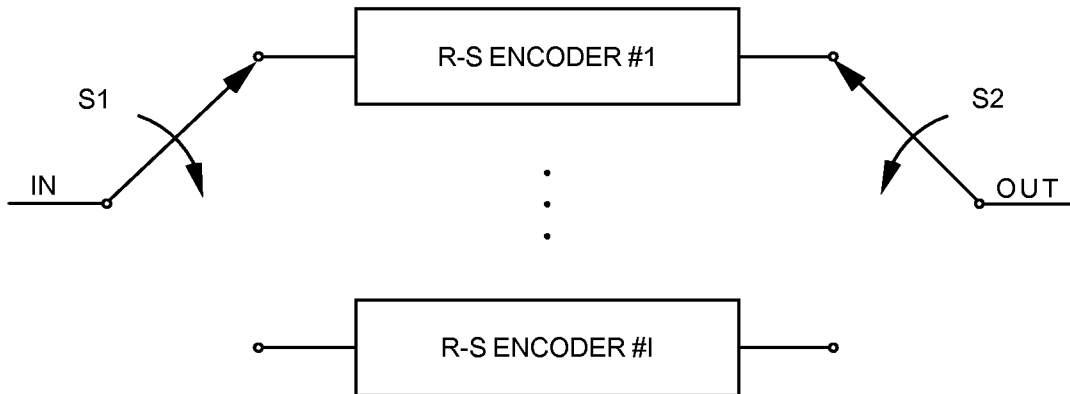 R-S ENCODER #1
S1
S2
IN
OUT
R-S ENCODER #I